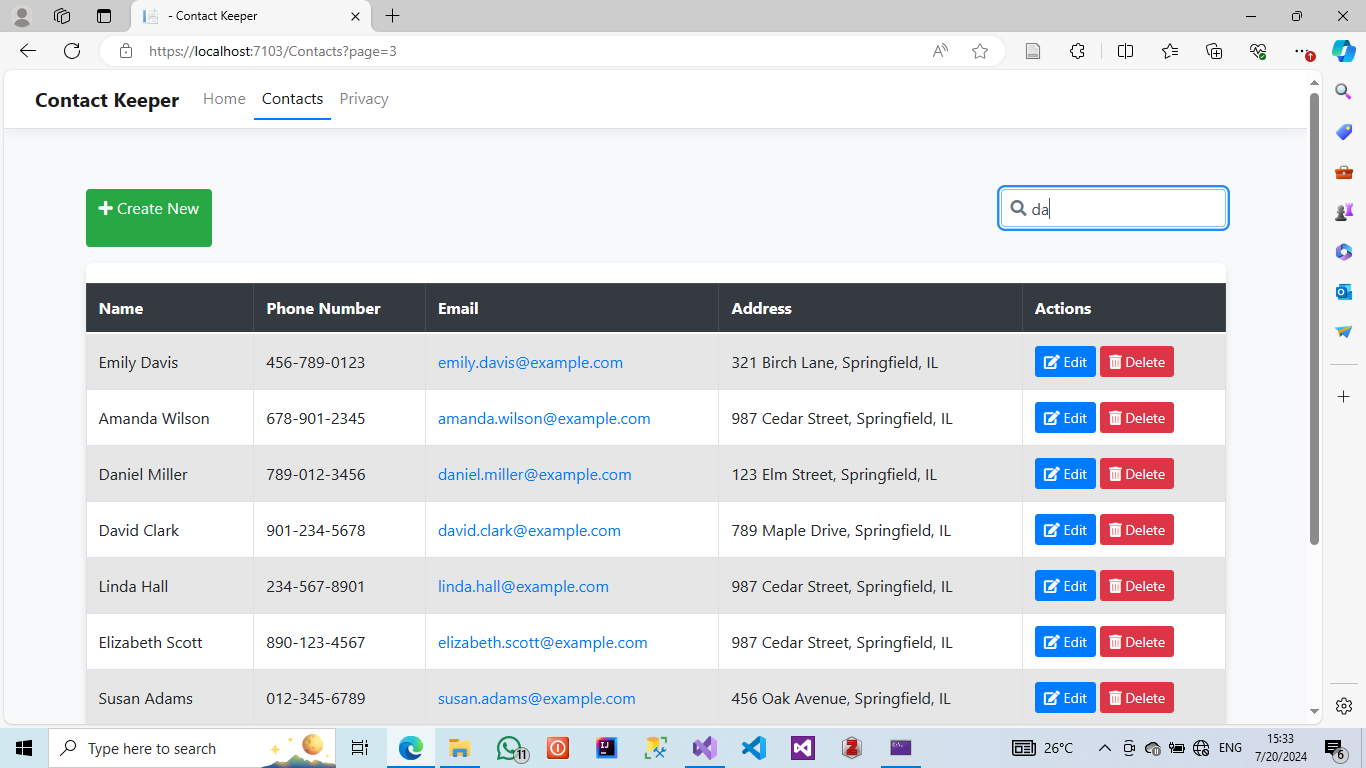 - Contact Keeper
https://localhost:7103/Contacts?page=3
Contact Keeper Home Contacts Privacy
Create New
da
Name Phone Number Email Address Actions
Emily Davis 456-789-0123 emily.davis@example.com 321 Birch Lane, Springfield, IL Edit Delete
Amanda Wilson 678-901-2345 amanda.wilson@example.com 987 Cedar Street, Springfield, IL Edit Delete
Daniel Miller 789-012-3456 daniel.miller@example.com 123 Elm Street, Springfield, IL Edit Delete
David Clark 901-234-5678 david.clark@example.com 789 Maple Drive, Springfield, IL Edit Delete
Linda Hall 234-567-8901 linda.hall@example.com 987 Cedar Street, Springfield, IL Edit Delete
Elizabeth Scott 890-123-4567 elizabeth.scott@example.com 987 Cedar Street, Springfield, IL Edit Delete
Susan Adams 012-345-6789 susan.adams@example.com 456 Oak Avenue, Springfield, IL Edit Delete
Type here to search
11
26°C
ENG
15:33
7/20/2024
6